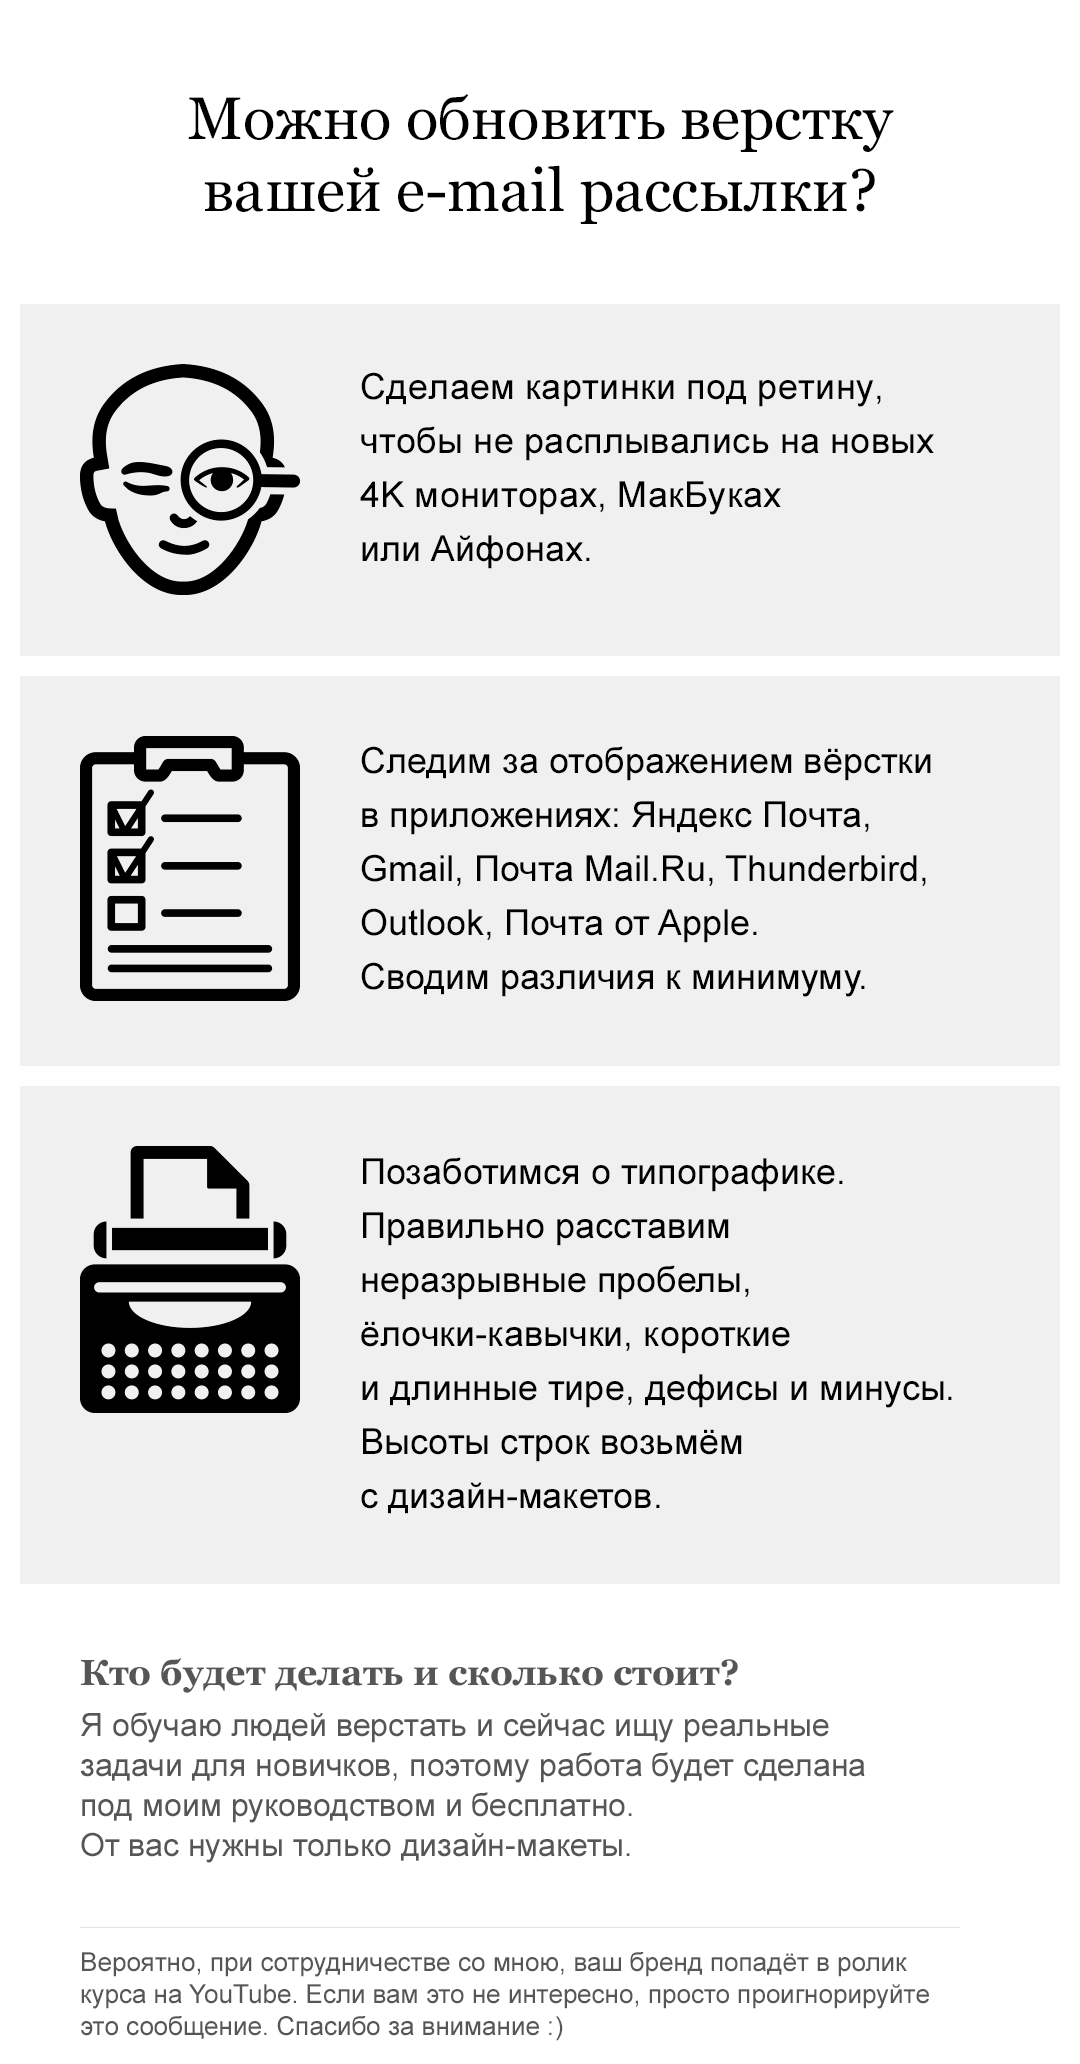 Можно обновить верстку
вашей e-mail рассылки?
Сделаем картинки под ретину,
чтобы не расплывались на новых
4K мониторах, МакБуках
или Айфонах.
Следим за отображением вёрстки
в приложениях: Яндекс Почта,
Gmail, Почта Mail.Ru, Thunderbird,
Outlook, Почта от Apple.
Сводим различия к минимуму.
Позаботимся о типографике.
Правильно расставим
неразрывные пробелы,
ёлочки-кавычки, короткие
и длинные тире, дефисы и минусы.
Высоты строк возьмём
с дизайн-макетов.
Кто будет делать и сколько стоит?
Я обучаю людей верстать и сейчас ищу реальные
задачи для новичков, поэтому работа будет сделана
под моим руководством и бесплатно.
От вас нужны только дизайн-макеты.
Вероятно, при сотрудничестве со мною, ваш бренд попадёт в ролик
курса на YouTube. Если вам это не интересно, просто проигнорируйте
это сообщение. Спасибо за внимание :)